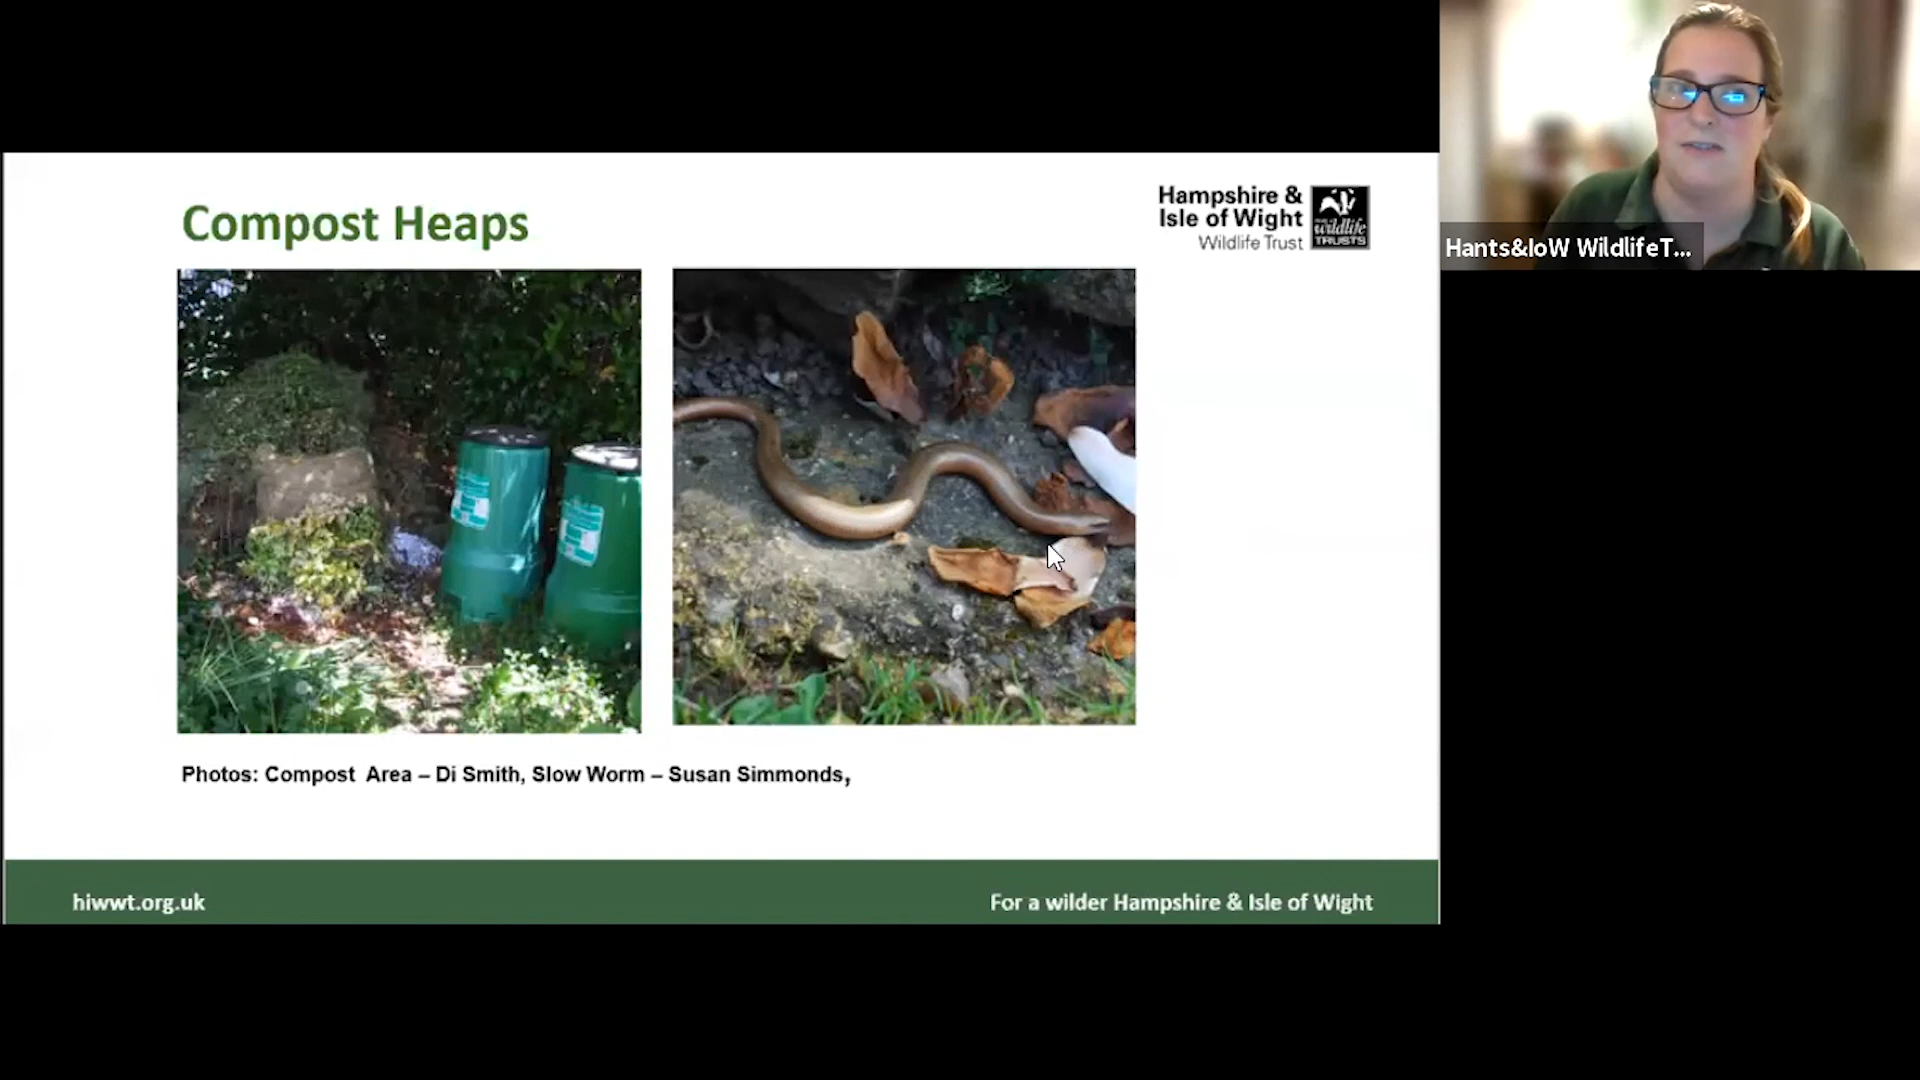 Compost Heaps
Hampshire &
Isle of Wight
Wildlife Trust
wildlife
TRUSTS
Hants&IoW WildlifeT...
Photos: Compost Area – Di Smith, Slow Worm – Susan Simmonds,
hiwwt.org.uk
For a wilder Hampshire & Isle of Wight